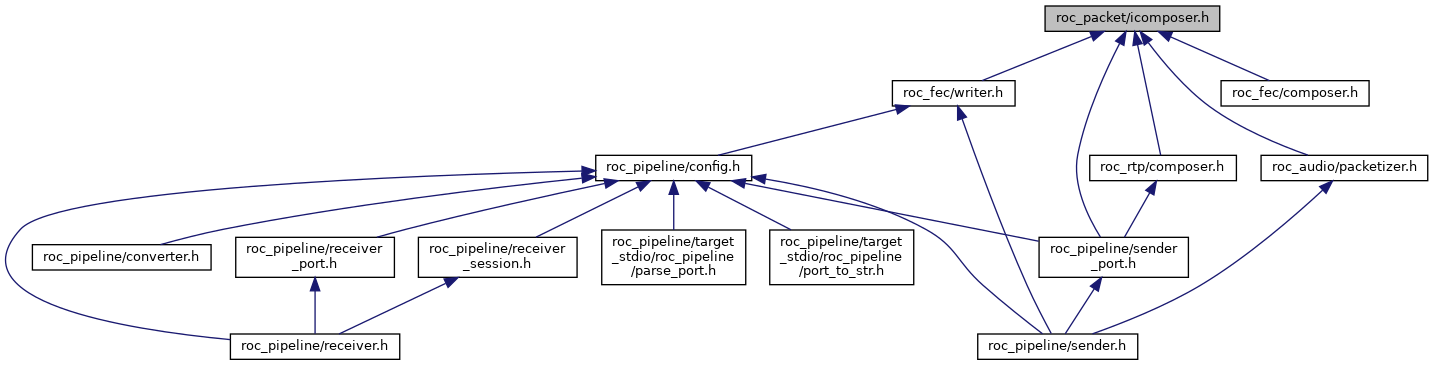 roc_packet/icomposer.h
roc_fec/writer.h
roc_fec/composer.h
roc_pipeline/config.h
roc_rtp/composer.h
roc_audio/packetizer.h
roc_pipeline/converter.h
roc_pipeline/receiver
_port.h
roc_pipeline/receiver
_session.h
roc_pipeline/target
_stdio/roc_pipeline
/parse_port.h
roc_pipeline/target
_stdio/roc_pipeline
/port_to_str.h
roc_pipeline/sender
_port.h
roc_pipeline/receiver.h
roc_pipeline/sender.h